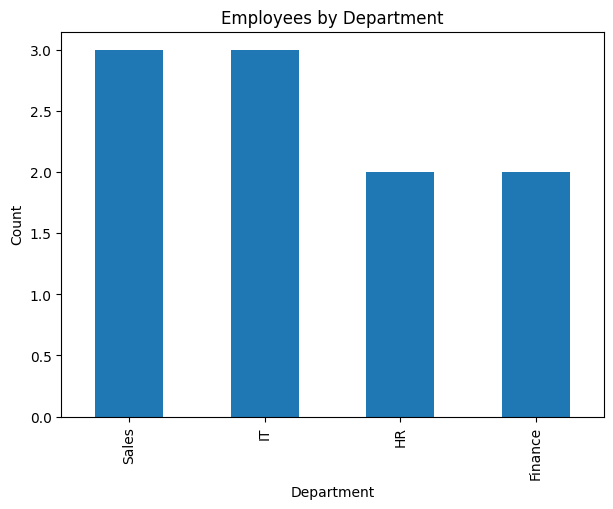 Employees by Department
Count
3.0
2.5
2.0
1.5
1.0
0.5
0.0
Sales
IT
HR
Finance
Department